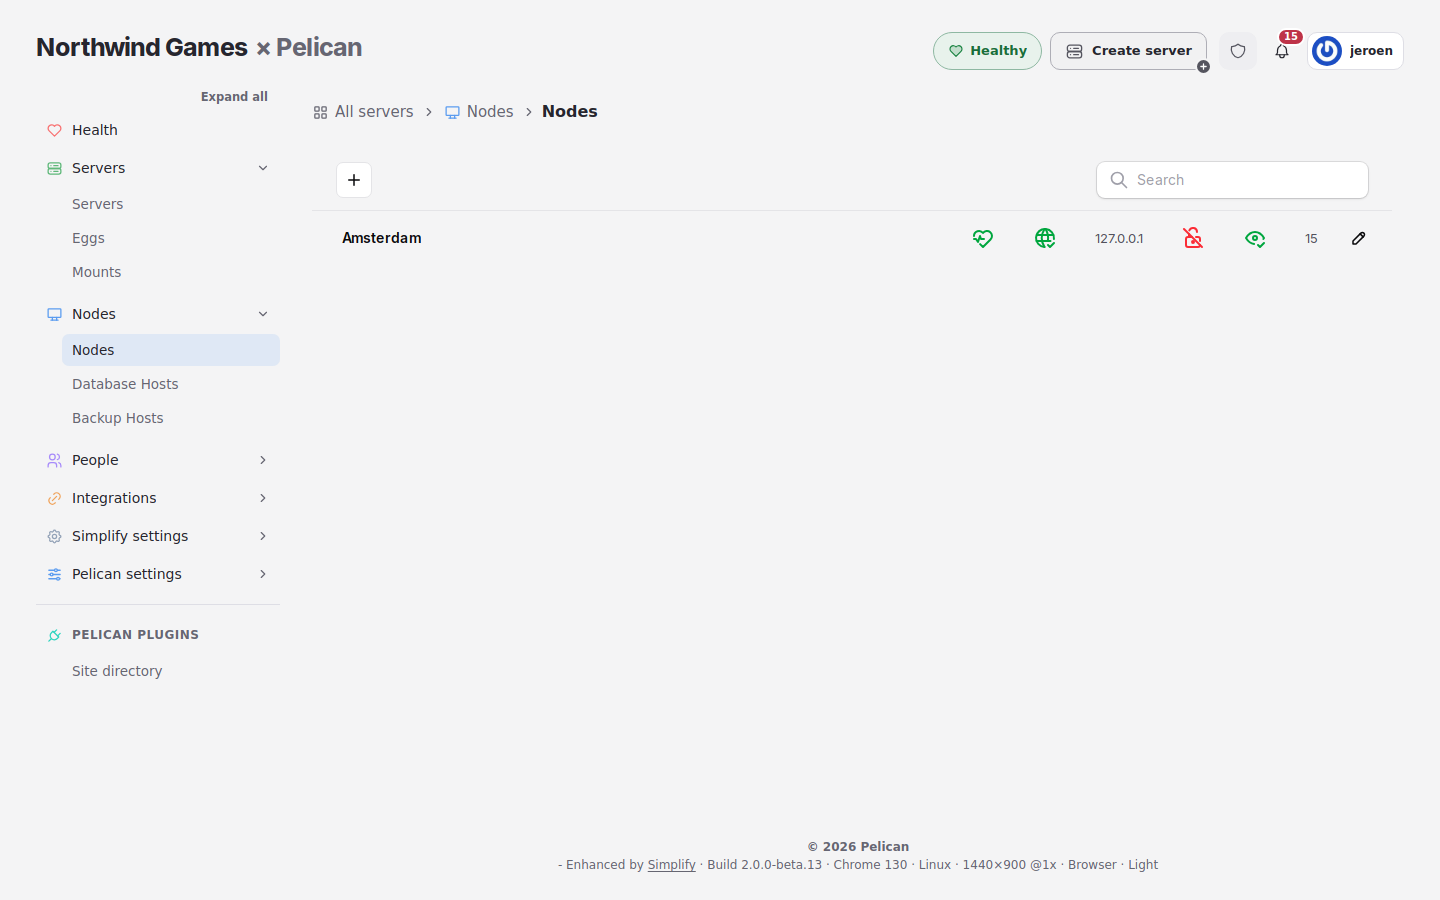 Northwind Games × Pelican
Healthy
Create server
15
jeroen
Expand all
Health
Servers
Servers
Eggs
Mounts
Nodes
Nodes
Database Hosts
Backup Hosts
People
Integrations
Simplify settings
Pelican settings
PELICAN PLUGINS
Site directory
All servers > Nodes > Nodes
Search
Amsterdam 127.0.0.1 15
© 2026 Pelican
- Enhanced by Simplify · Build 2.0.0-beta.13 · Chrome 130 · Linux · 1440×900 @1x · Browser · Light